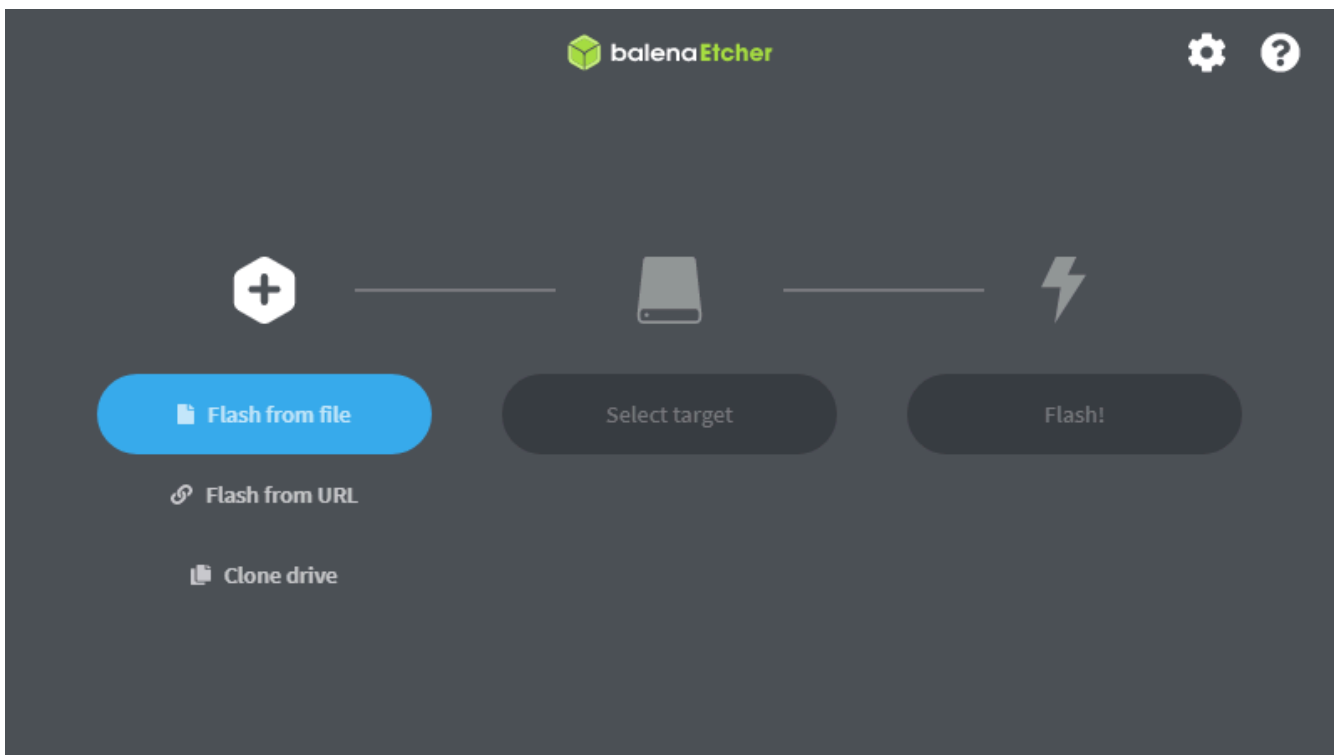 balenaEtcher
Flash from file
Select target
Flash!
Flash from URL
Clone drive